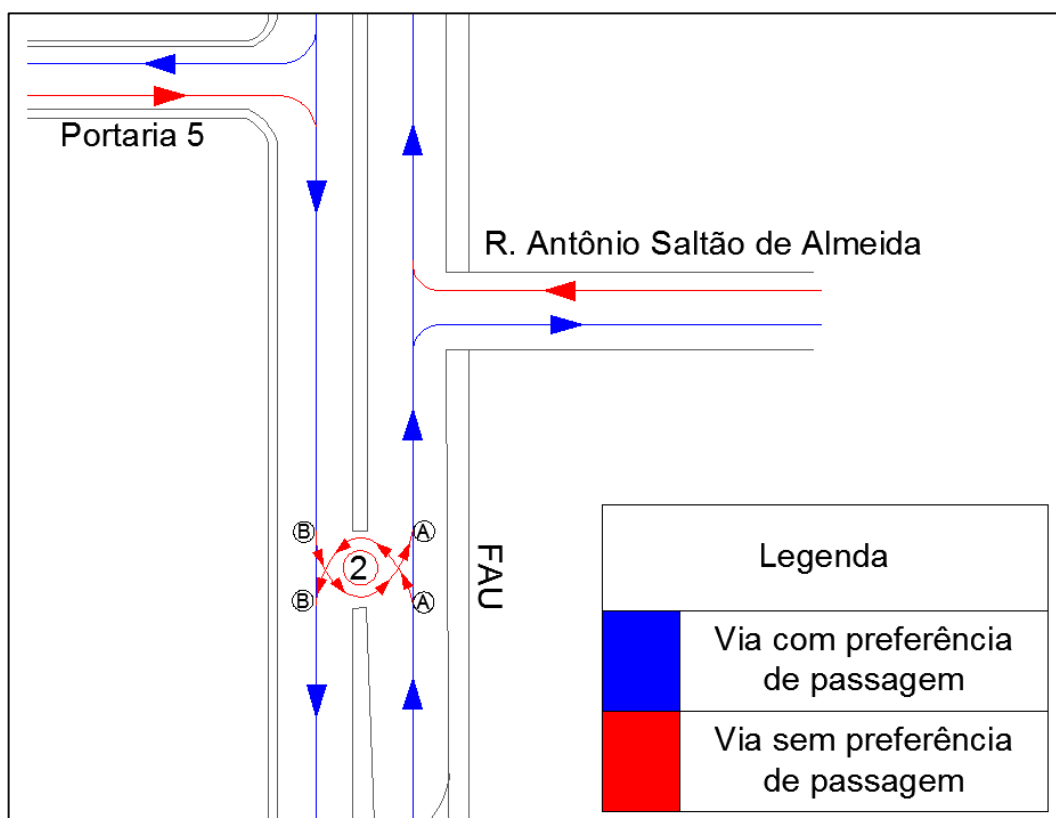 Portaria 5
R. Antônio Saltão de Almeida
B
A
2
B
A
FAU
Legenda
Via com preferência
de passagem
Via sem preferência
de passagem